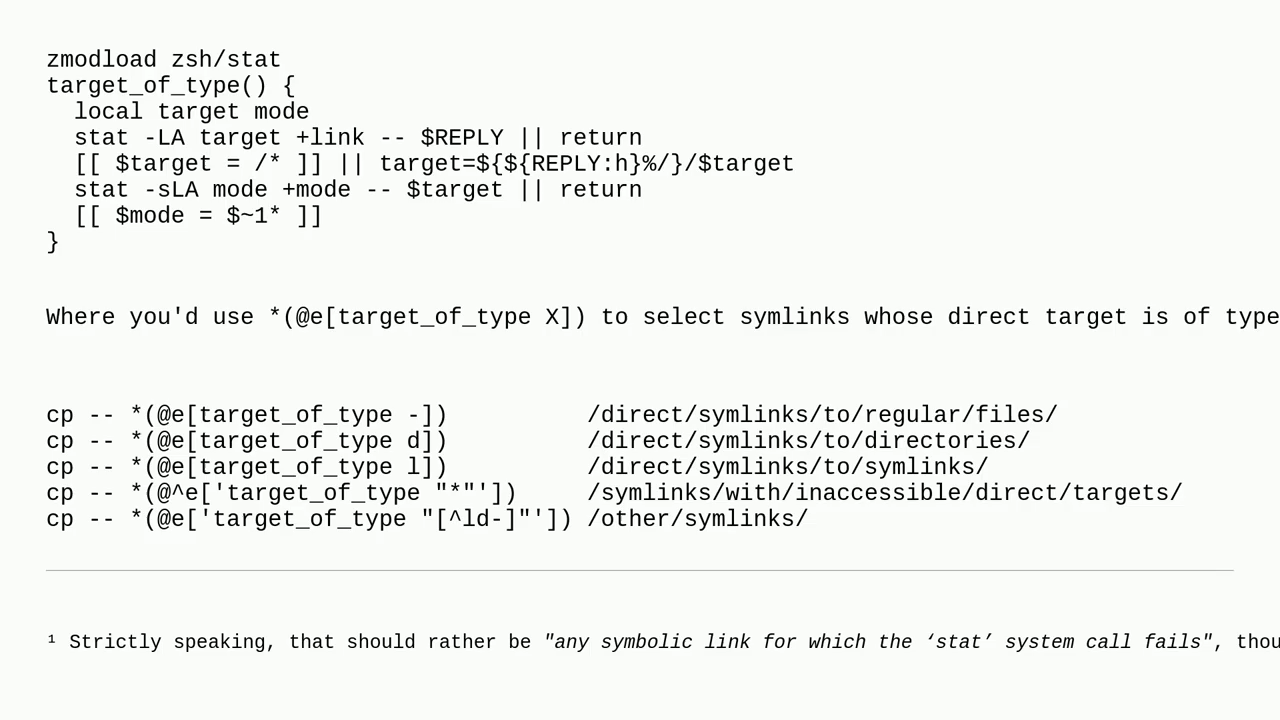 zmodload zsh/stat
target_of_type() {
  local target mode
  stat -LA target +link -- $REPLY || return
  [[ $target = /* ]] || target=${${REPLY:h}%/}/$target
  stat -sLA mode +mode -- $target || return
  [[ $mode = $~1* ]]
}
Where you'd use *(@e[target_of_type X]) to select symlinks whose direct target is of type
cp -- *(@e[target_of_type -])          /direct/symlinks/to/regular/files/
cp -- *(@e[target_of_type d])          /direct/symlinks/to/directories/
cp -- *(@e[target_of_type l])          /direct/symlinks/to/symlinks/
cp -- *(@^e['target_of_type "*"'])     /symlinks/with/inaccessible/direct/targets/
cp -- *(@e['target_of_type "[^ld-]"']) /other/symlinks/
¹ Strictly speaking, that should rather be "any symbolic link for which the ‘stat’ system call fails",